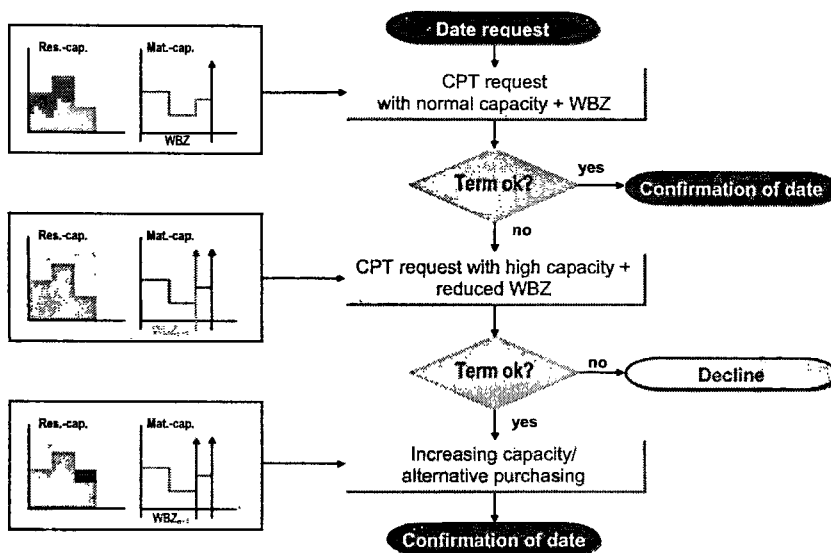 Date request
Res.-cap.
Mat.-cap.
WBZ
CPT request
with normal capacity + WBZ
Term ok?
yes
Confirmation of date
no
Res.-cap.
Mat.-cap.
CPT request with high capacity +
reduced WBZ
Term ok?
no
Decline
yes
Res.-cap.
Mat.-cap.
Increasing capacity/
alternative purchasing
Confirmation of date